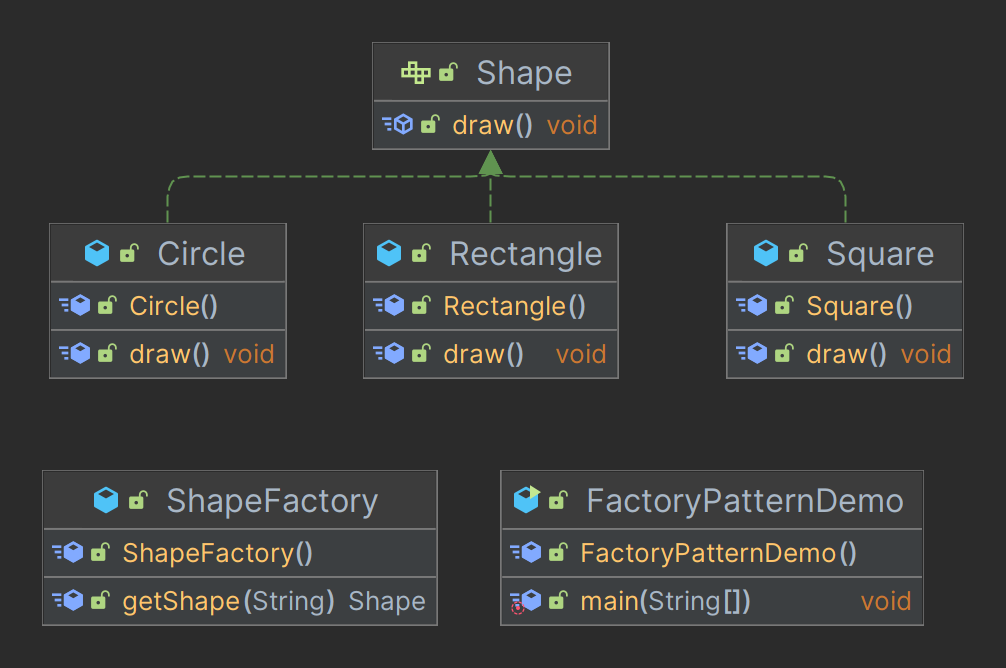 Shape
draw() void
Circle
Circle()
draw() void
Rectangle
Rectangle()
draw() void
Square
Square()
draw() void
ShapeFactory
ShapeFactory()
getShape(String) Shape
FactoryPatternDemo
FactoryPatternDemo()
main(String[]) void